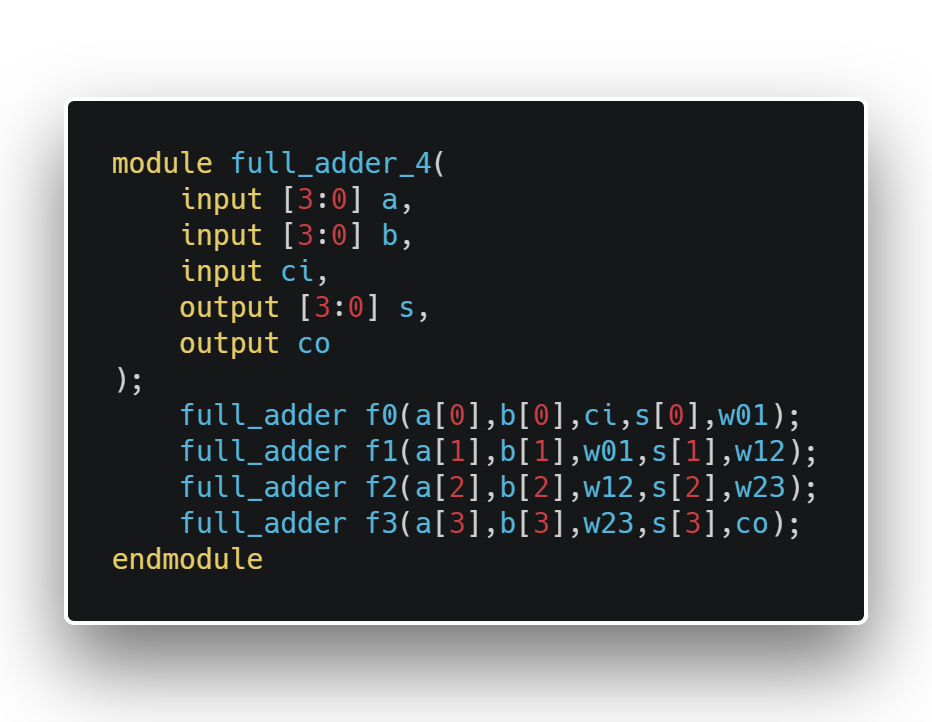 module full_adder_4(
    input [3:0] a,
    input [3:0] b,
    input ci,
    output [3:0] s,
    output co
);
    full_adder f0(a[0],b[0],ci,s[0],w01);
    full_adder f1(a[1],b[1],w01,s[1],w12);
    full_adder f2(a[2],b[2],w12,s[2],w23);
    full_adder f3(a[3],b[3],w23,s[3],co);
endmodule